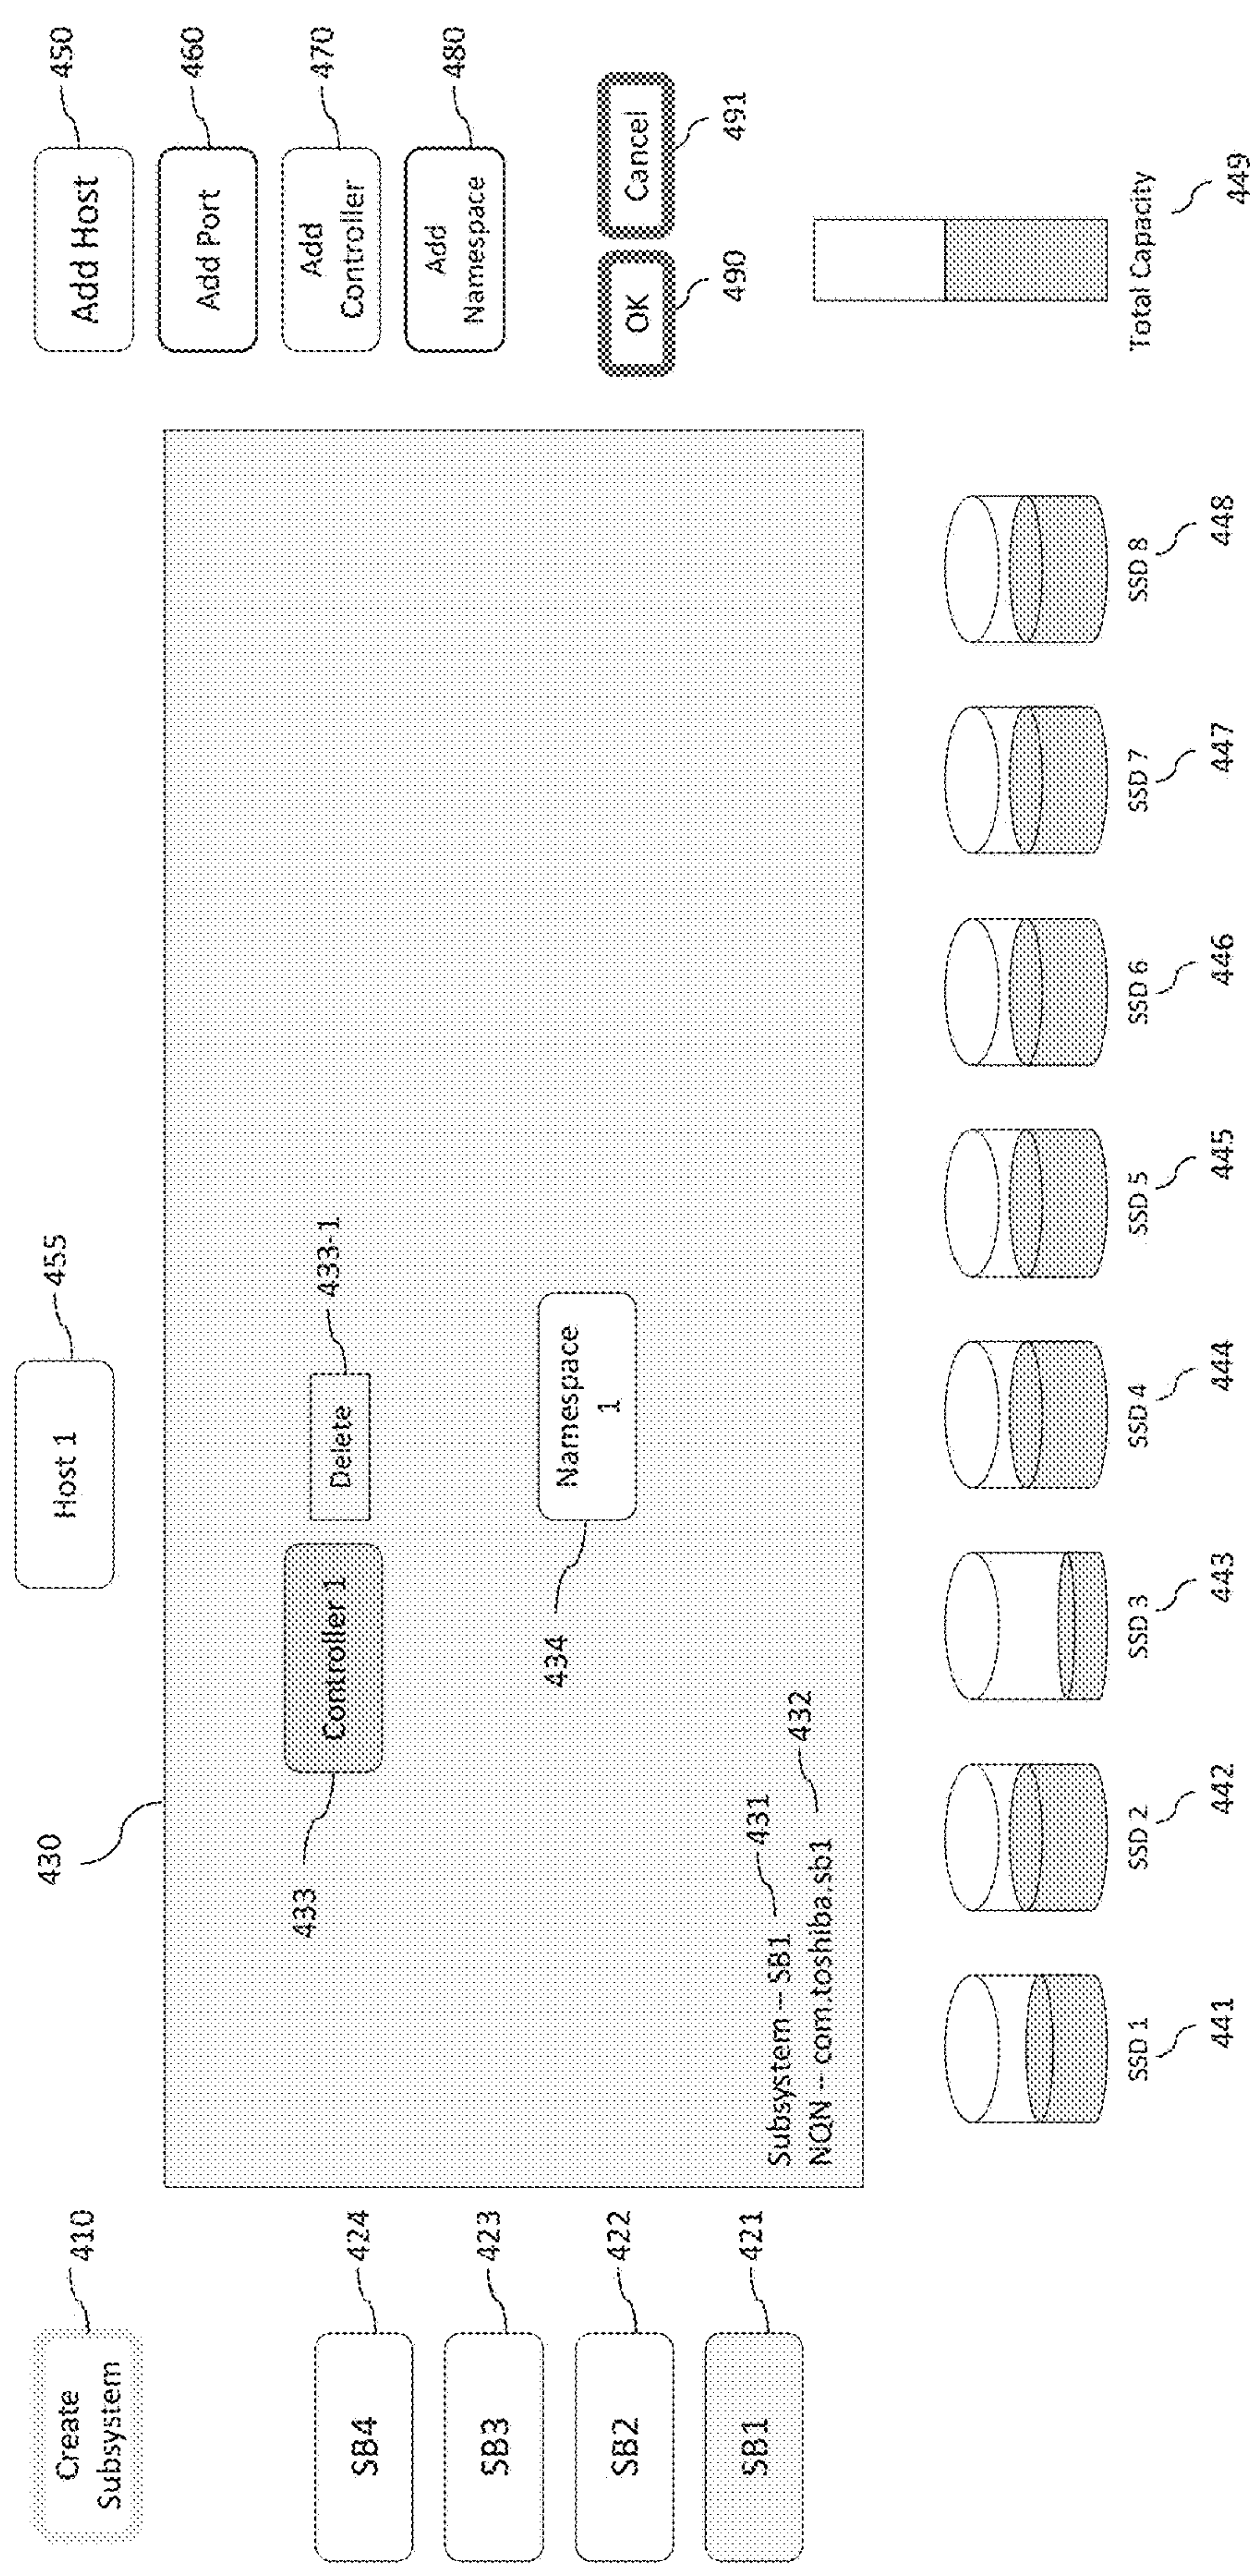 Create
Subsystem
410
SB4
424
SB3
423
SB2
422
SB1
421
430
Host 1
455
Controller 1
433
Delete
433-1
Namespace
1
434
Subsystem -- SB1
431
NQN -- com.toshiba.sb1
432
Add Host
450
Add Port
460
Add
Controller
470
Add
Namespace
480
OK
490
Cancel
491
SSD 1
441
SSD 2
442
SSD 3
443
SSD 4
444
SSD 5
445
SSD 6
446
SSD 7
447
SSD 8
448
Total Capacity
449